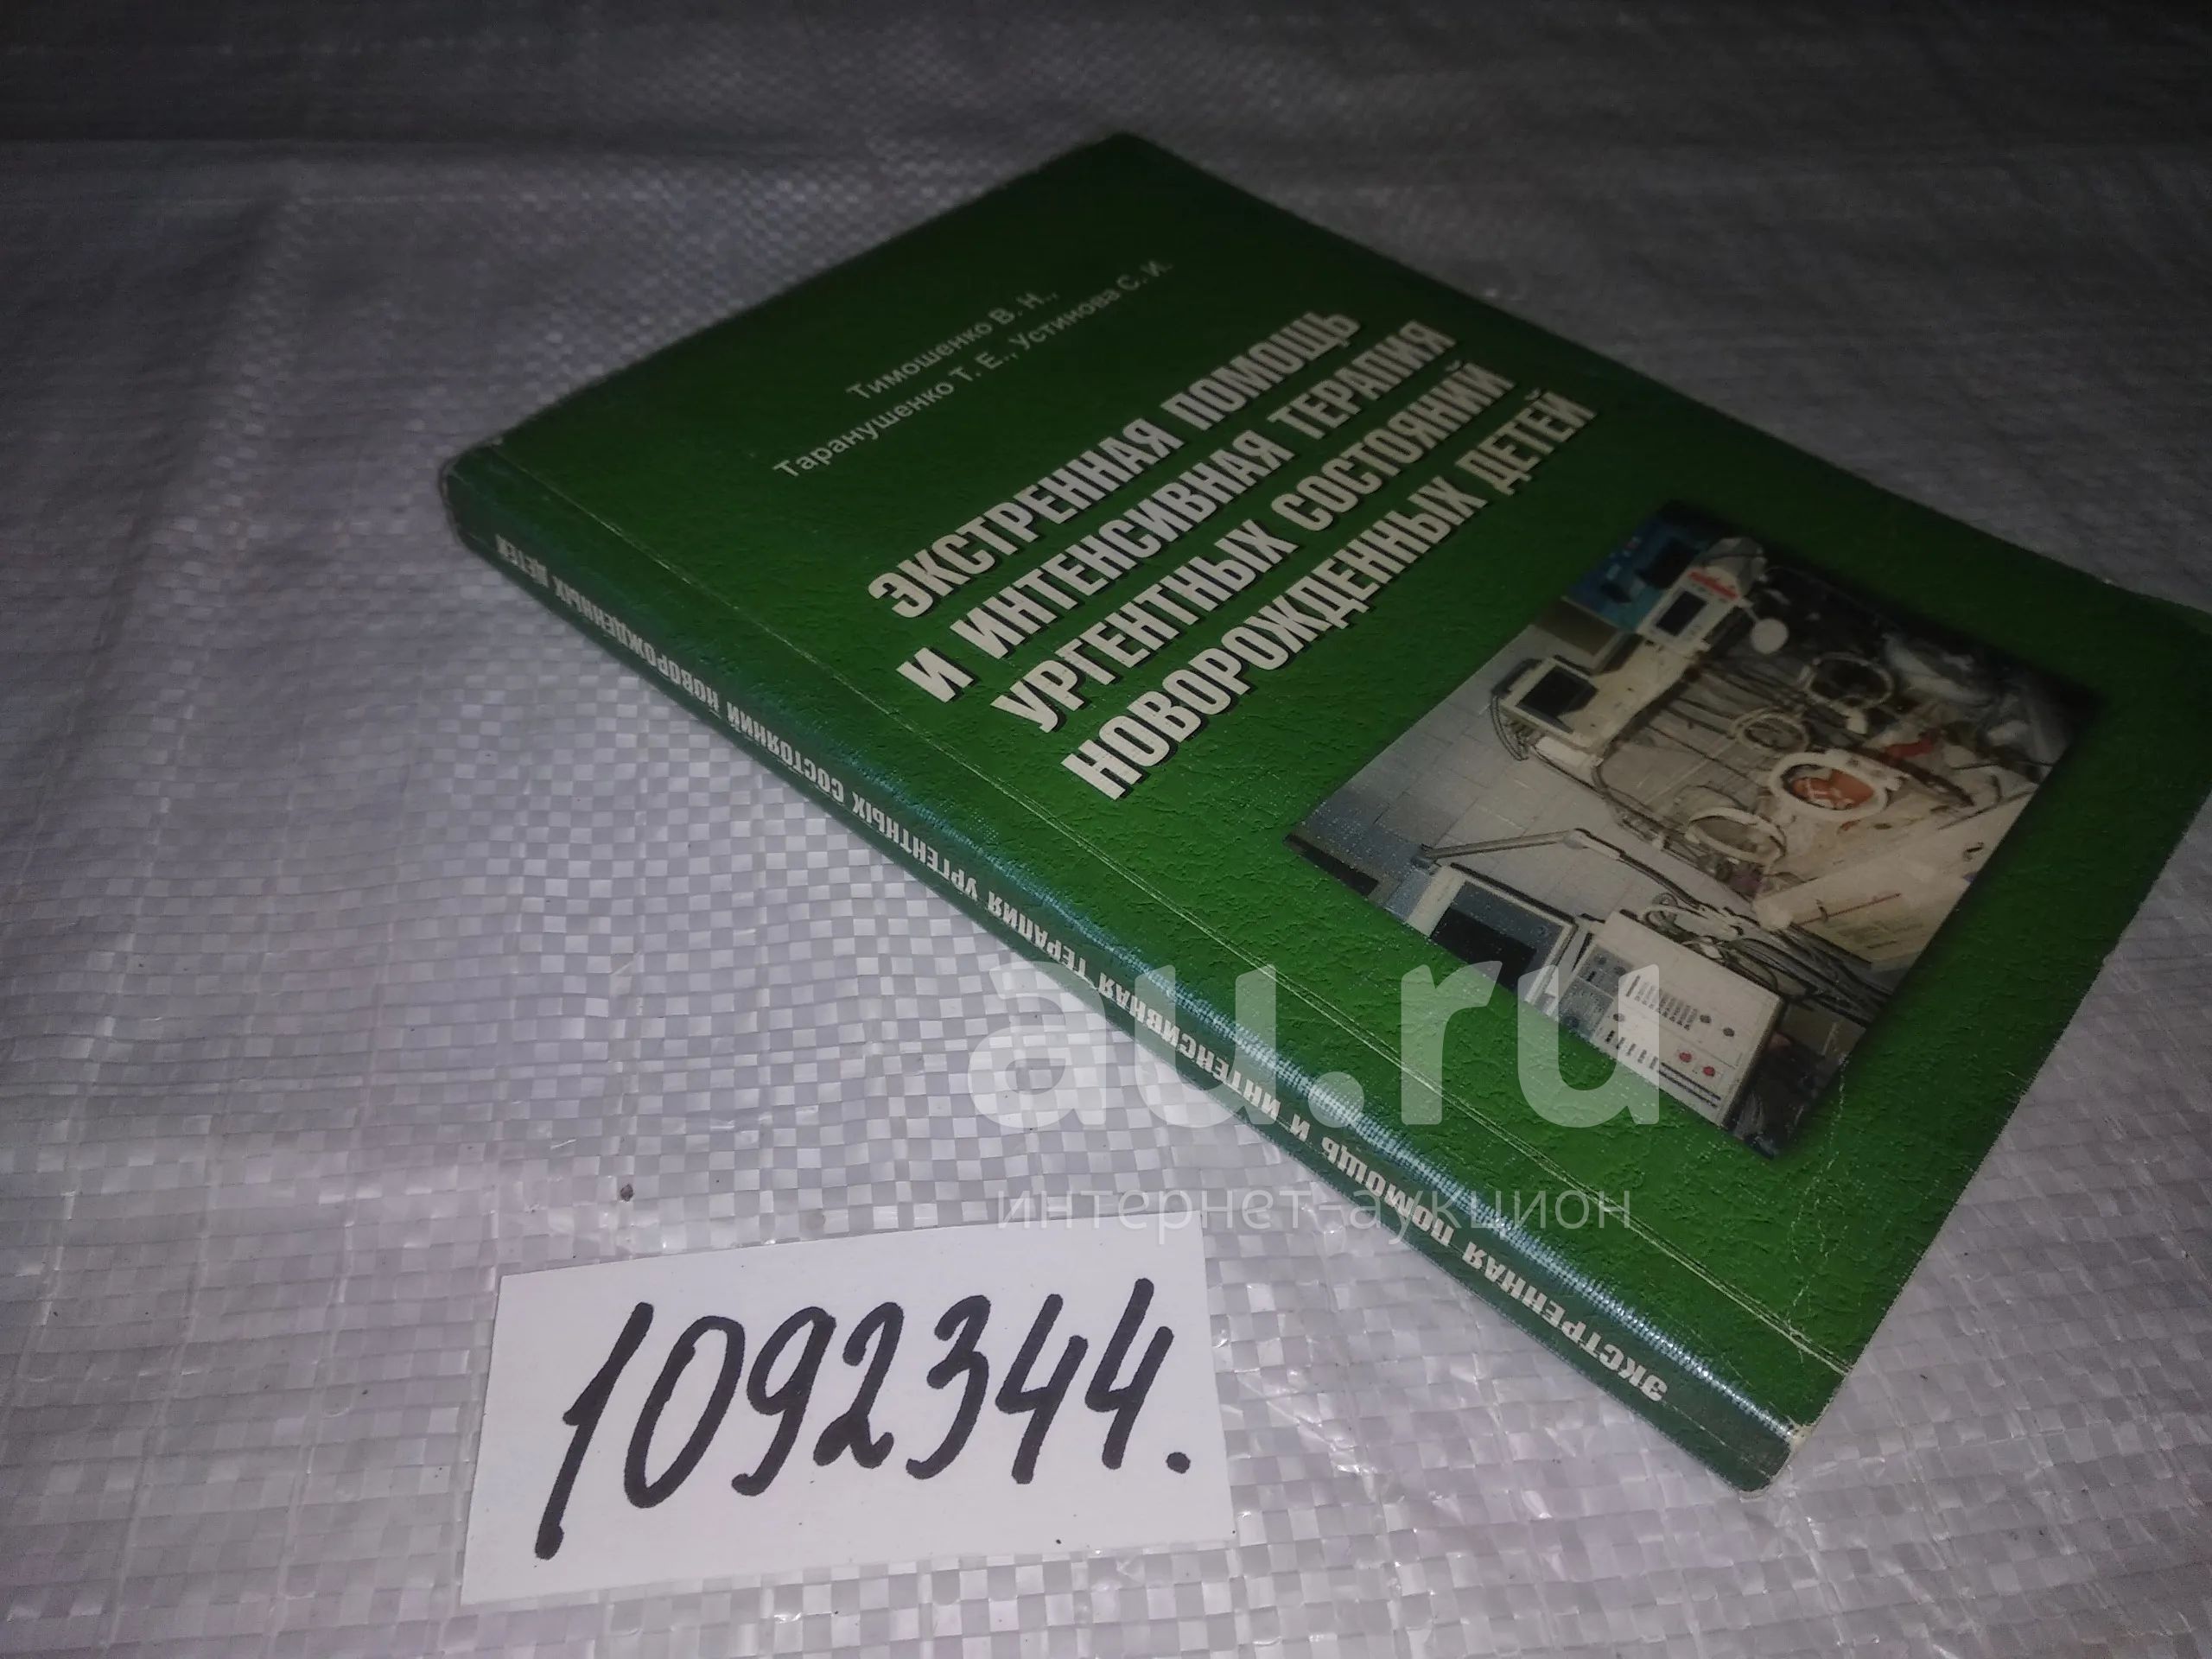 Тимошенко В. Н.,
Таранушенко Т. Е., Устинова С. И.
ЭКСТРЕННАЯ ПОМОЩЬ
И ИНТЕНСИВНАЯ ТЕРАПИЯ
УРГЕНТНЫХ СОСТОЯНИЙ
НОВОРОЖДЕННЫХ ДЕТЕЙ
ЭКСТРЕННАЯ ПОМОЩЬ И ИНТЕНСИВНАЯ ТЕРАПИЯ УРГЕНТНЫХ СОСТОЯНИЙ НОВОРОЖДЕННЫХ ДЕТЕЙ
au.ru
интернет-аукцион
1092344.